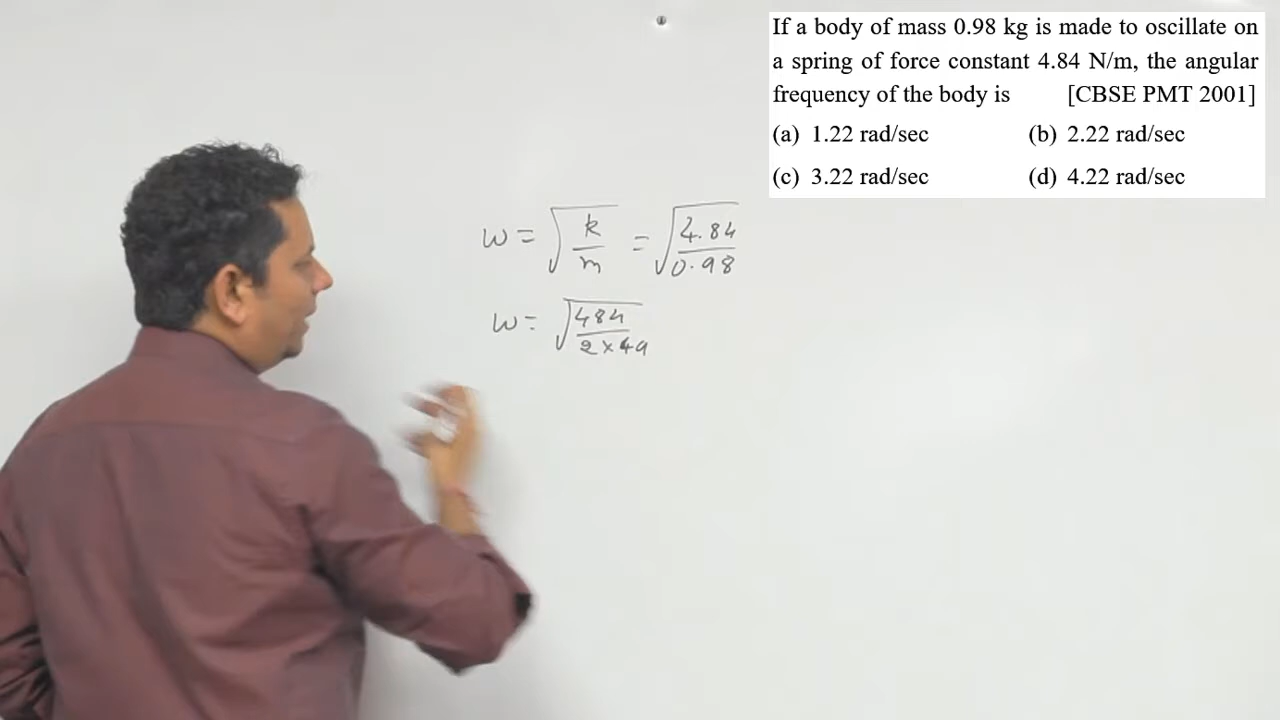 If a body of mass 0.98 kg is made to oscillate on
a spring of force constant 4.84 N/m, the angular
frequency of the body is [CBSE PMT 2001]
(a) 1.22 rad/sec (b) 2.22 rad/sec
(c) 3.22 rad/sec (d) 4.22 rad/sec
ω = √(k/m) = √(4.84/0.98)
ω = √(484/2×49)